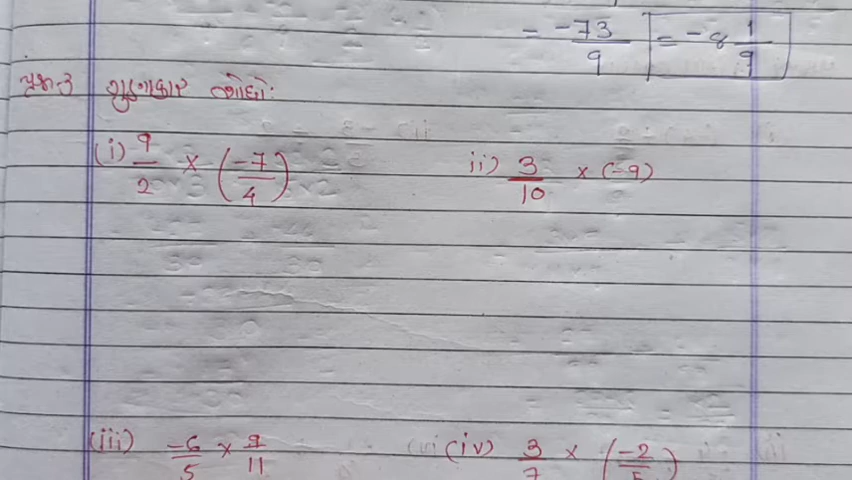 = -73/9 = -8 1/9
પ્રશ્ન-3 ગુણાકાર શોધો:
(i) 9/2 × (-7/4) ii) 3/10 × (-9)
(iii) -6/5 × 9/11 (iv) 3/7 × (-2/5)